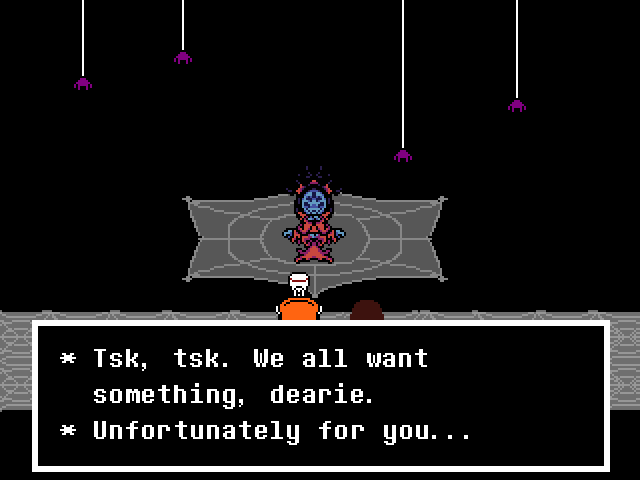 * Tsk, tsk. We all want
something, dearie.
* Unfortunately for you...